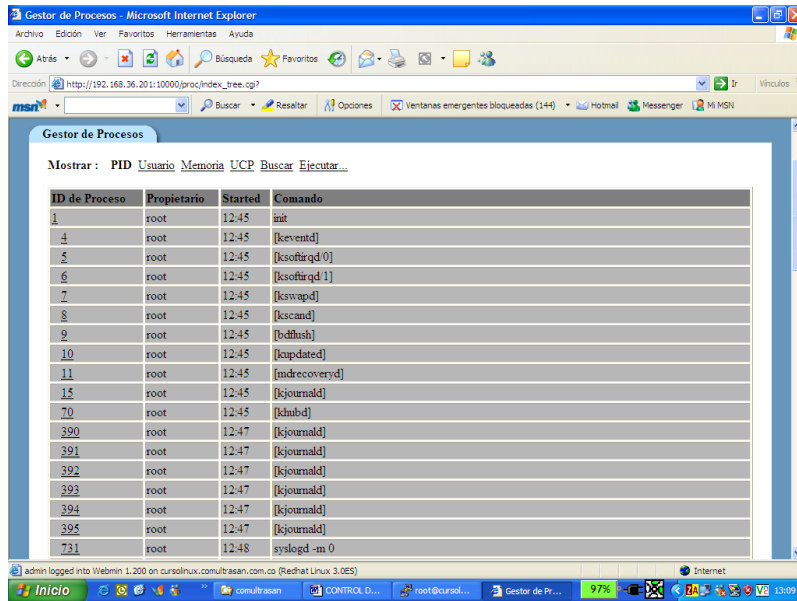 Gestor de Procesos - Microsoft Internet Explorer
Archivo Edición Ver Favoritos Herramientas Ayuda
Atrás Búsqueda Favoritos
Dirección http://192.168.36.201:10000/proc/index_tree.cgi? Ir Vínculos
msn Buscar Resaltar Opciones Ventanas emergentes bloqueadas (144) Hotmail Messenger Mi MSN
Gestor de Procesos
Mostrar : PID Usuario Memoria UCP Buscar Ejecutar...
ID de Proceso Propietario Started Comando
1 root 12:45 init
4 root 12:45 [keventd]
5 root 12:45 [ksoftirqd/0]
6 root 12:45 [ksoftirqd/1]
7 root 12:45 [kswapd]
8 root 12:45 [kscand]
9 root 12:45 [bdflush]
10 root 12:45 [kupdated]
11 root 12:45 [mdrecoveryd]
15 root 12:45 [kjournald]
70 root 12:45 [khubd]
390 root 12:47 [kjournald]
391 root 12:47 [kjournald]
392 root 12:47 [kjournald]
393 root 12:47 [kjournald]
394 root 12:47 [kjournald]
395 root 12:47 [kjournald]
731 root 12:48 syslogd -m 0
admin logged into Webmin 1.200 on cursolinux.comultrasan.com.co (Redhat Linux 3.0ES) Internet
Inicio » comultrasan CONTROL D... root@cursol... Gestor de Pr... 97% 13:09